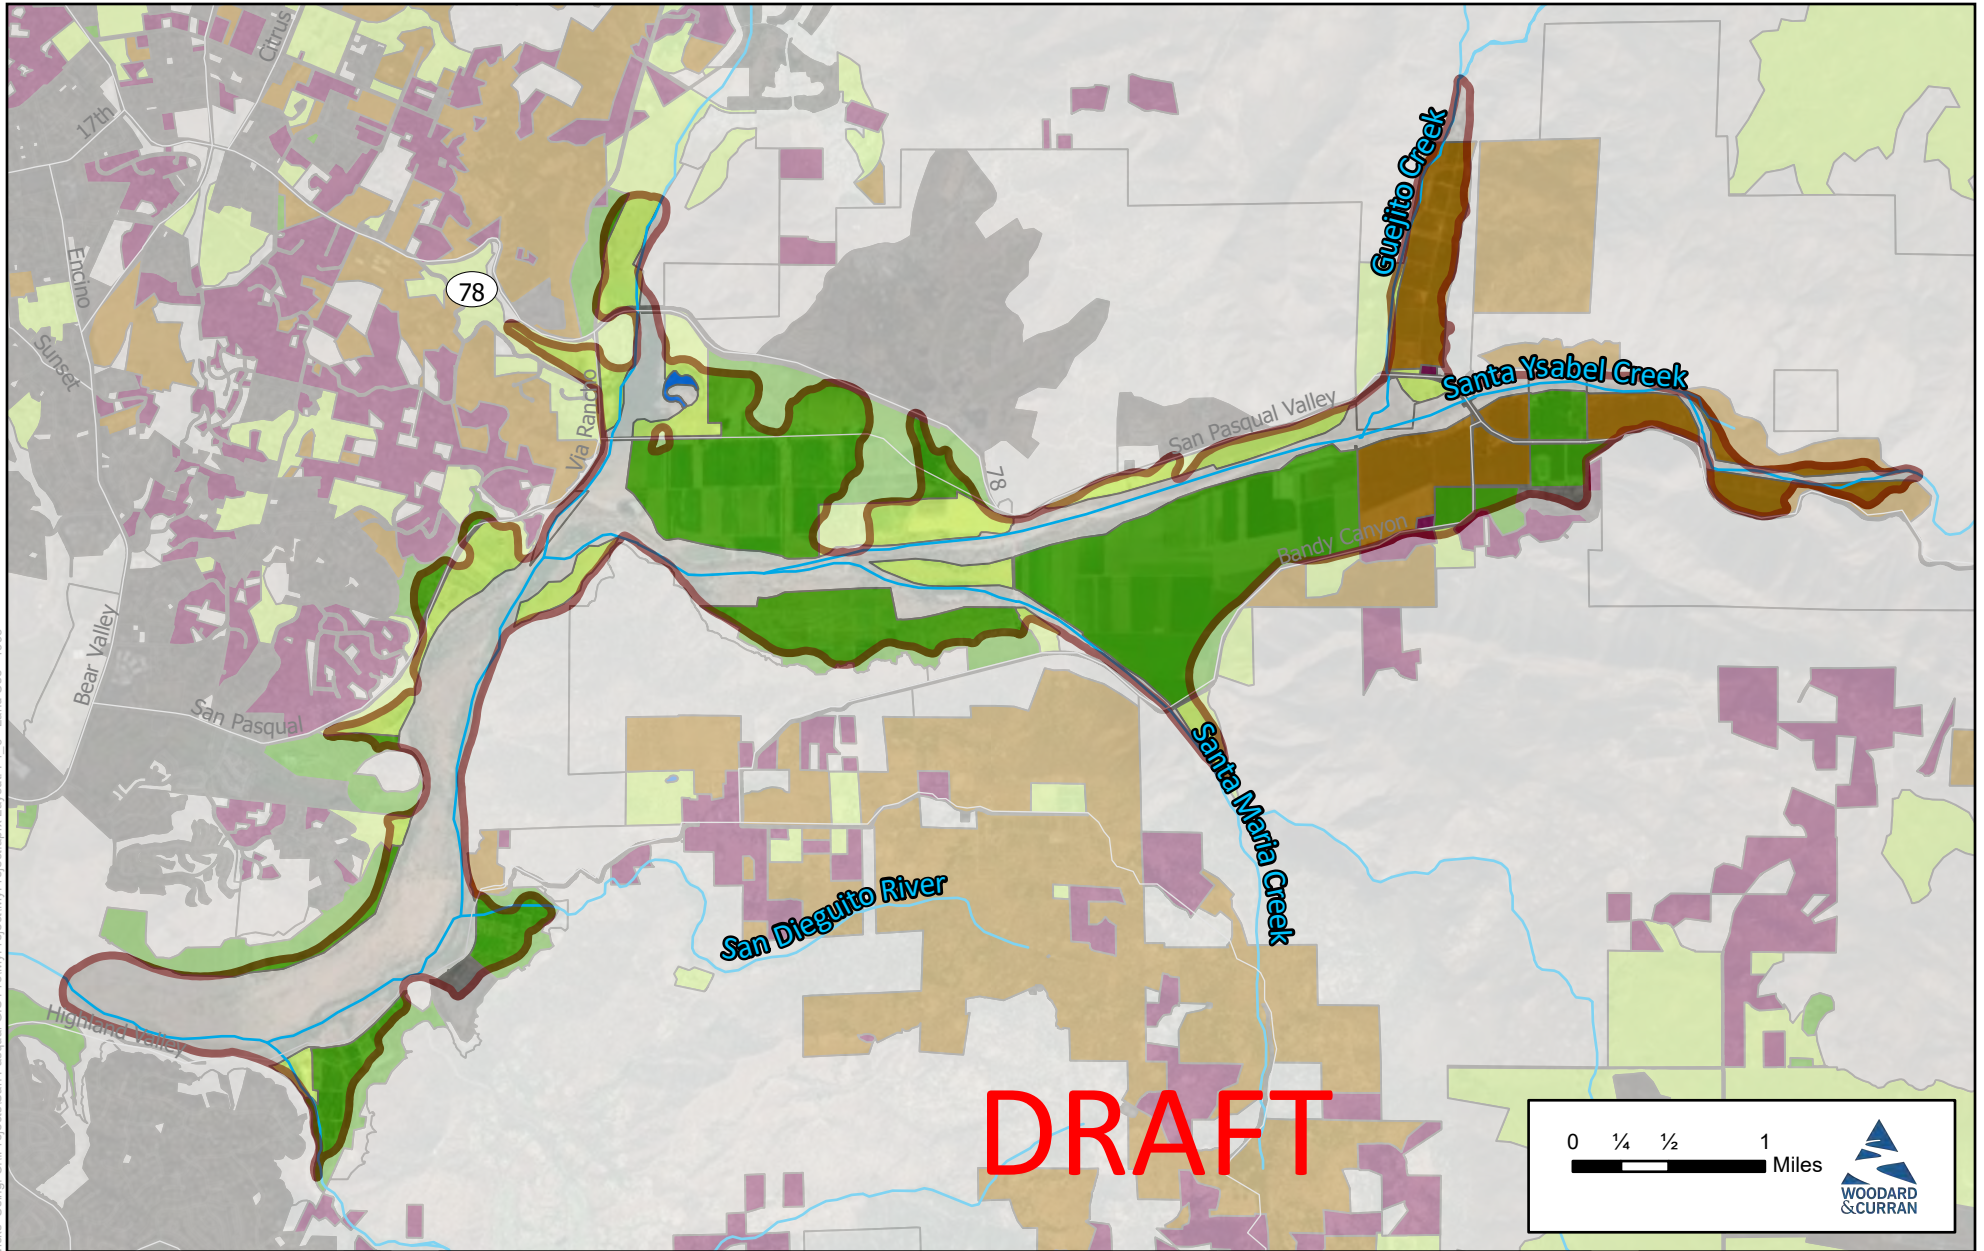 Citrus
17th
Guejito Creek
Encino
78
Sunset
Santa Ysabel Creek
Via Rancho
San Pasqual Valley
78
Bandy Canyon
Bear Valley
San Pasqual
Santa Maria Creek
San Dieguito River
Highland Valley
DRAFT
0 ¼ ½ 1
Miles
WOODARD
&CURRAN